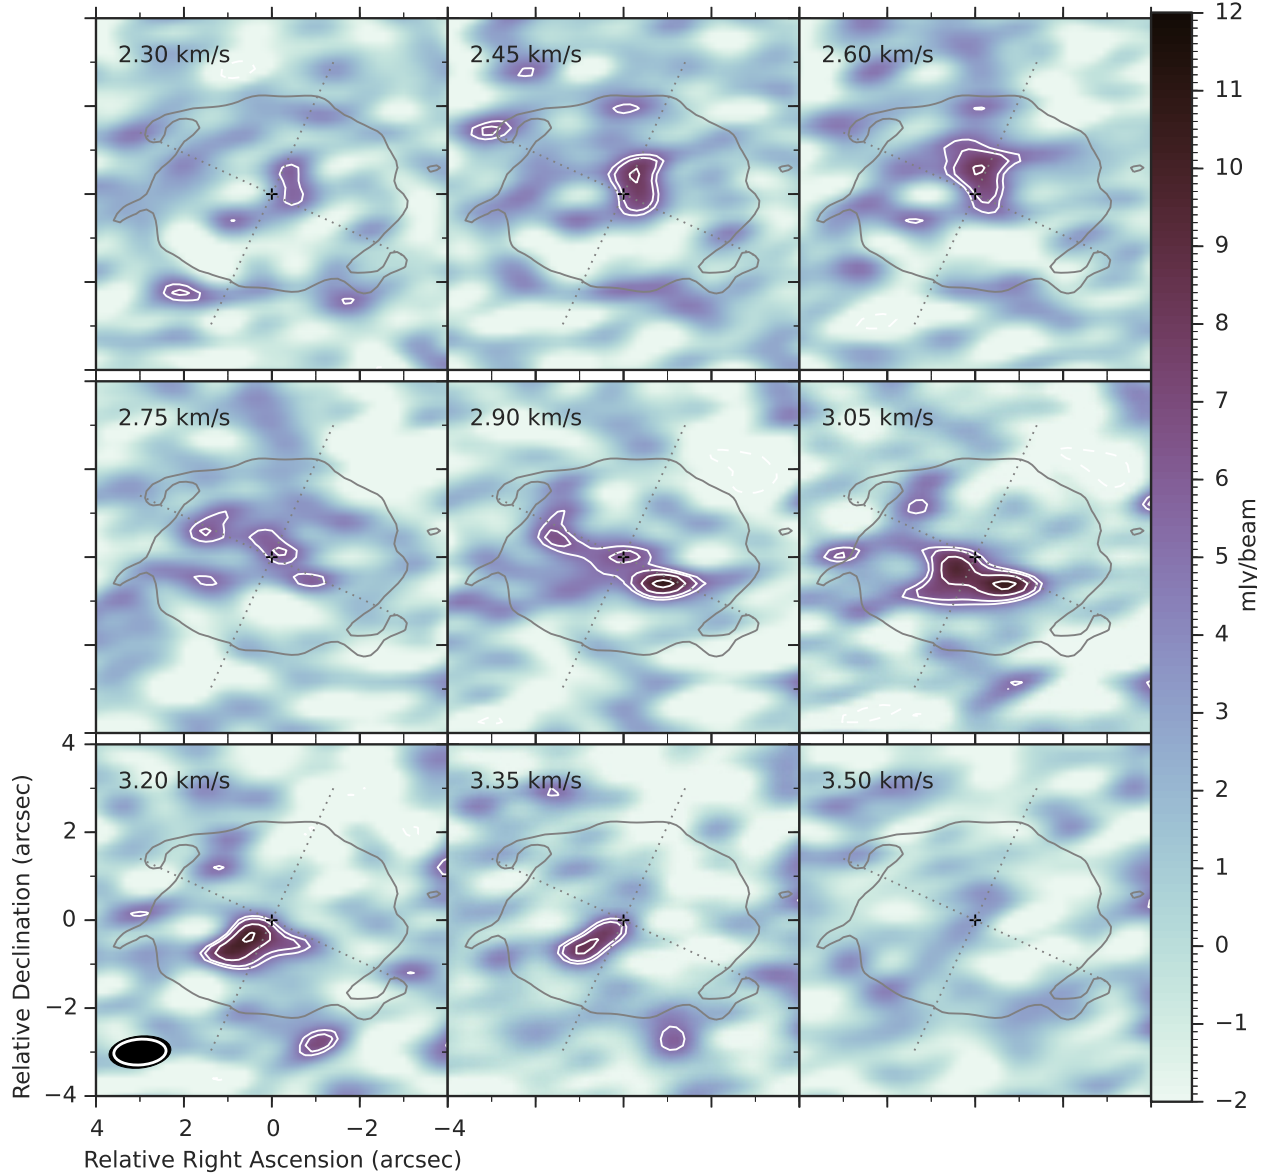 2.30 km/s
2.45 km/s
2.60 km/s
2.75 km/s
2.90 km/s
3.05 km/s
3.20 km/s
3.35 km/s
3.50 km/s
4
2
0
−2
−4
Relative Declination (arcsec)
4
2
0
−2
−4
Relative Right Ascension (arcsec)
12
11
10
9
8
7
6
5
4
3
2
1
0
−1
−2
mJy/beam